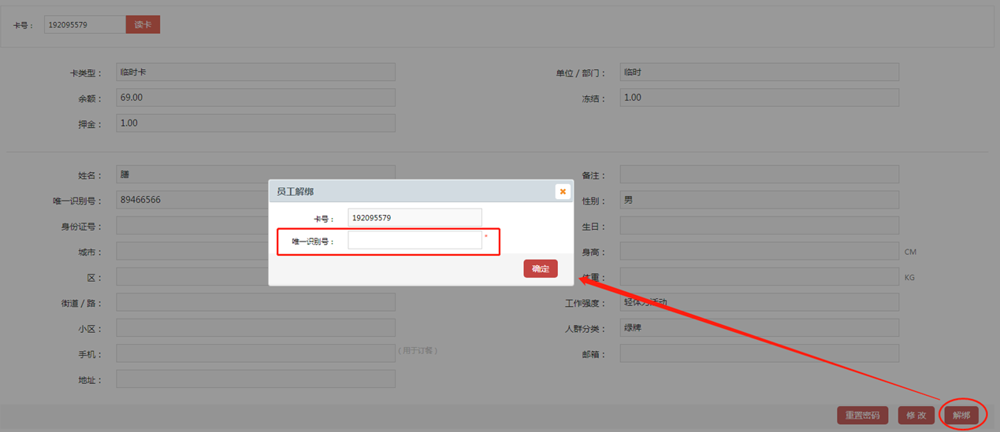 卡号： 192095579 读卡
卡类型： 临时卡 单位 / 部门： 临时
余额： 69.00 冻结： 1.00
押金： 1.00
姓名： 膳 备注：
唯一识别号： 89466566 性别： 男
身份证号： 生日：
城市： 身高： CM
区： 体重： KG
街道 / 路： 工作强度： 轻体力活动
小区： 人群分类： 绿牌
手机： （用于订餐） 邮箱：
地址：
员工解绑
卡号： 192095579
唯一识别号： *
确定
重置密码 修 改 解绑